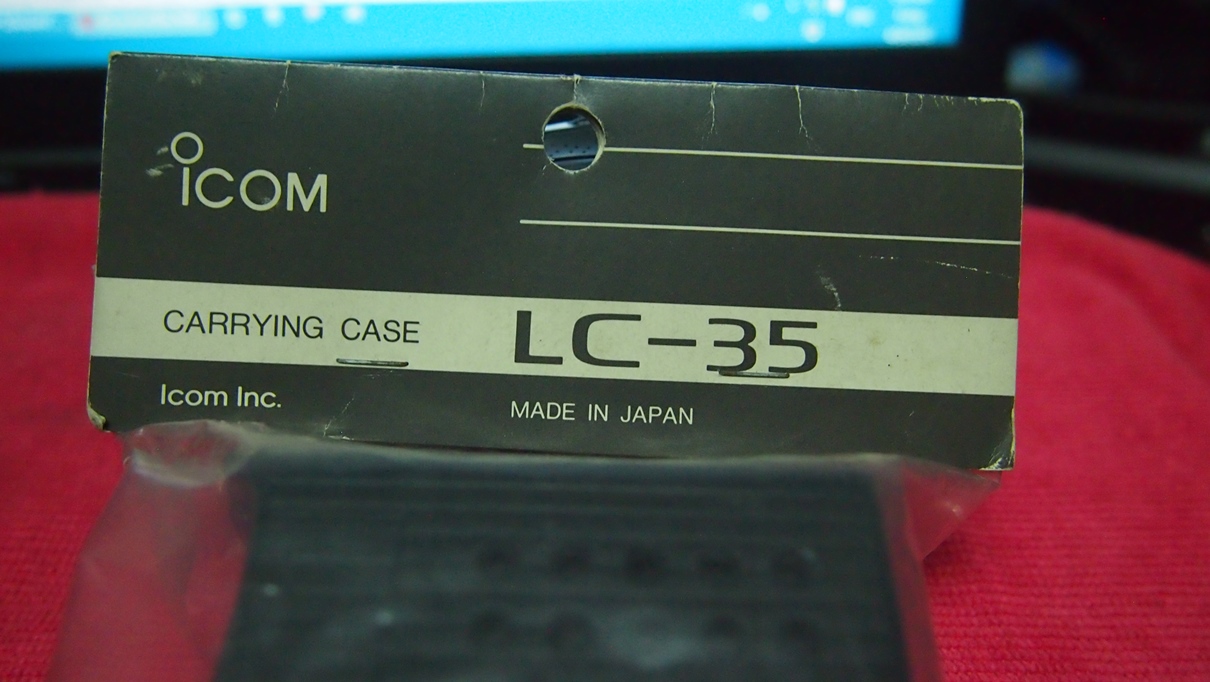 iCOM
CARRYING CASE LC-35
Icom Inc. MADE IN JAPAN